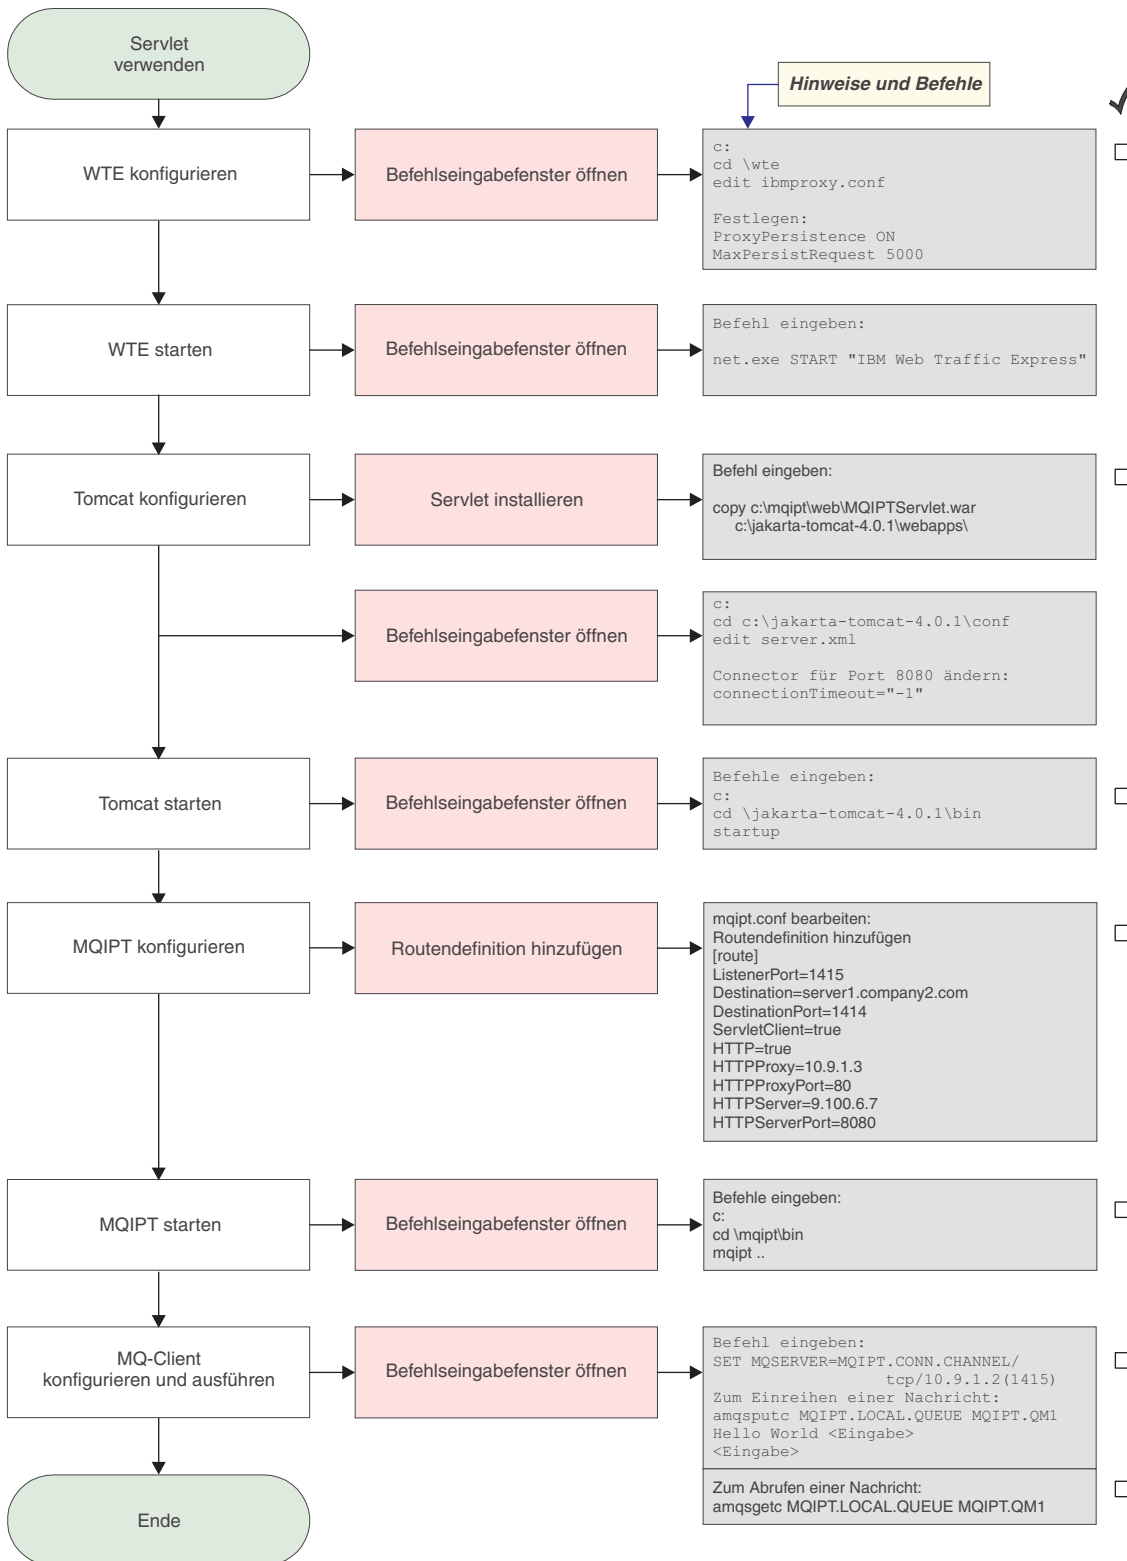 Servlet
verwenden
Hinweise und Befehle
WTE konfigurieren
Befehlseingabefenster öffnen
c:
cd \wte
edit ibmproxy.conf
Festlegen:
ProxyPersistence ON
MaxPersistRequest 5000
WTE starten
Befehlseingabefenster öffnen
Befehl eingeben:
net.exe START "IBM Web Traffic Express"
Tomcat konfigurieren
Servlet installieren
Befehl eingeben:
copy c:\mqipt\web\MQIPTServlet.war
c:\jakarta-tomcat-4.0.1\webapps\
Befehlseingabefenster öffnen
c:
cd c:\jakarta-tomcat-4.0.1\conf
edit server.xml
Connector für Port 8080 ändern:
connectionTimeout="-1"
Tomcat starten
Befehlseingabefenster öffnen
Befehle eingeben:
c:
cd \jakarta-tomcat-4.0.1\bin
startup
MQIPT konfigurieren
Routendefinition hinzufügen
mqipt.conf bearbeiten:
Routendefinition hinzufügen
[route]
ListenerPort=1415
Destination=server1.company2.com
DestinationPort=1414
ServletClient=true
HTTP=true
HTTPProxy=10.9.1.3
HTTPProxyPort=80
HTTPServer=9.100.6.7
HTTPServerPort=8080
MQIPT starten
Befehlseingabefenster öffnen
Befehle eingeben:
c:
cd \mqipt\bin
mqipt ..
MQ-Client
konfigurieren und ausführen
Befehlseingabefenster öffnen
Befehl eingeben:
SET MQSERVER=MQIPT.CONN.CHANNEL/
tcp/10.9.1.2(1415)
Zum Einreihen einer Nachricht:
amqsputc MQIPT.LOCAL.QUEUE MQIPT.QM1
Hello World <Eingabe>
<Eingabe>
Zum Abrufen einer Nachricht:
amqsgetc MQIPT.LOCAL.QUEUE MQIPT.QM1
Ende